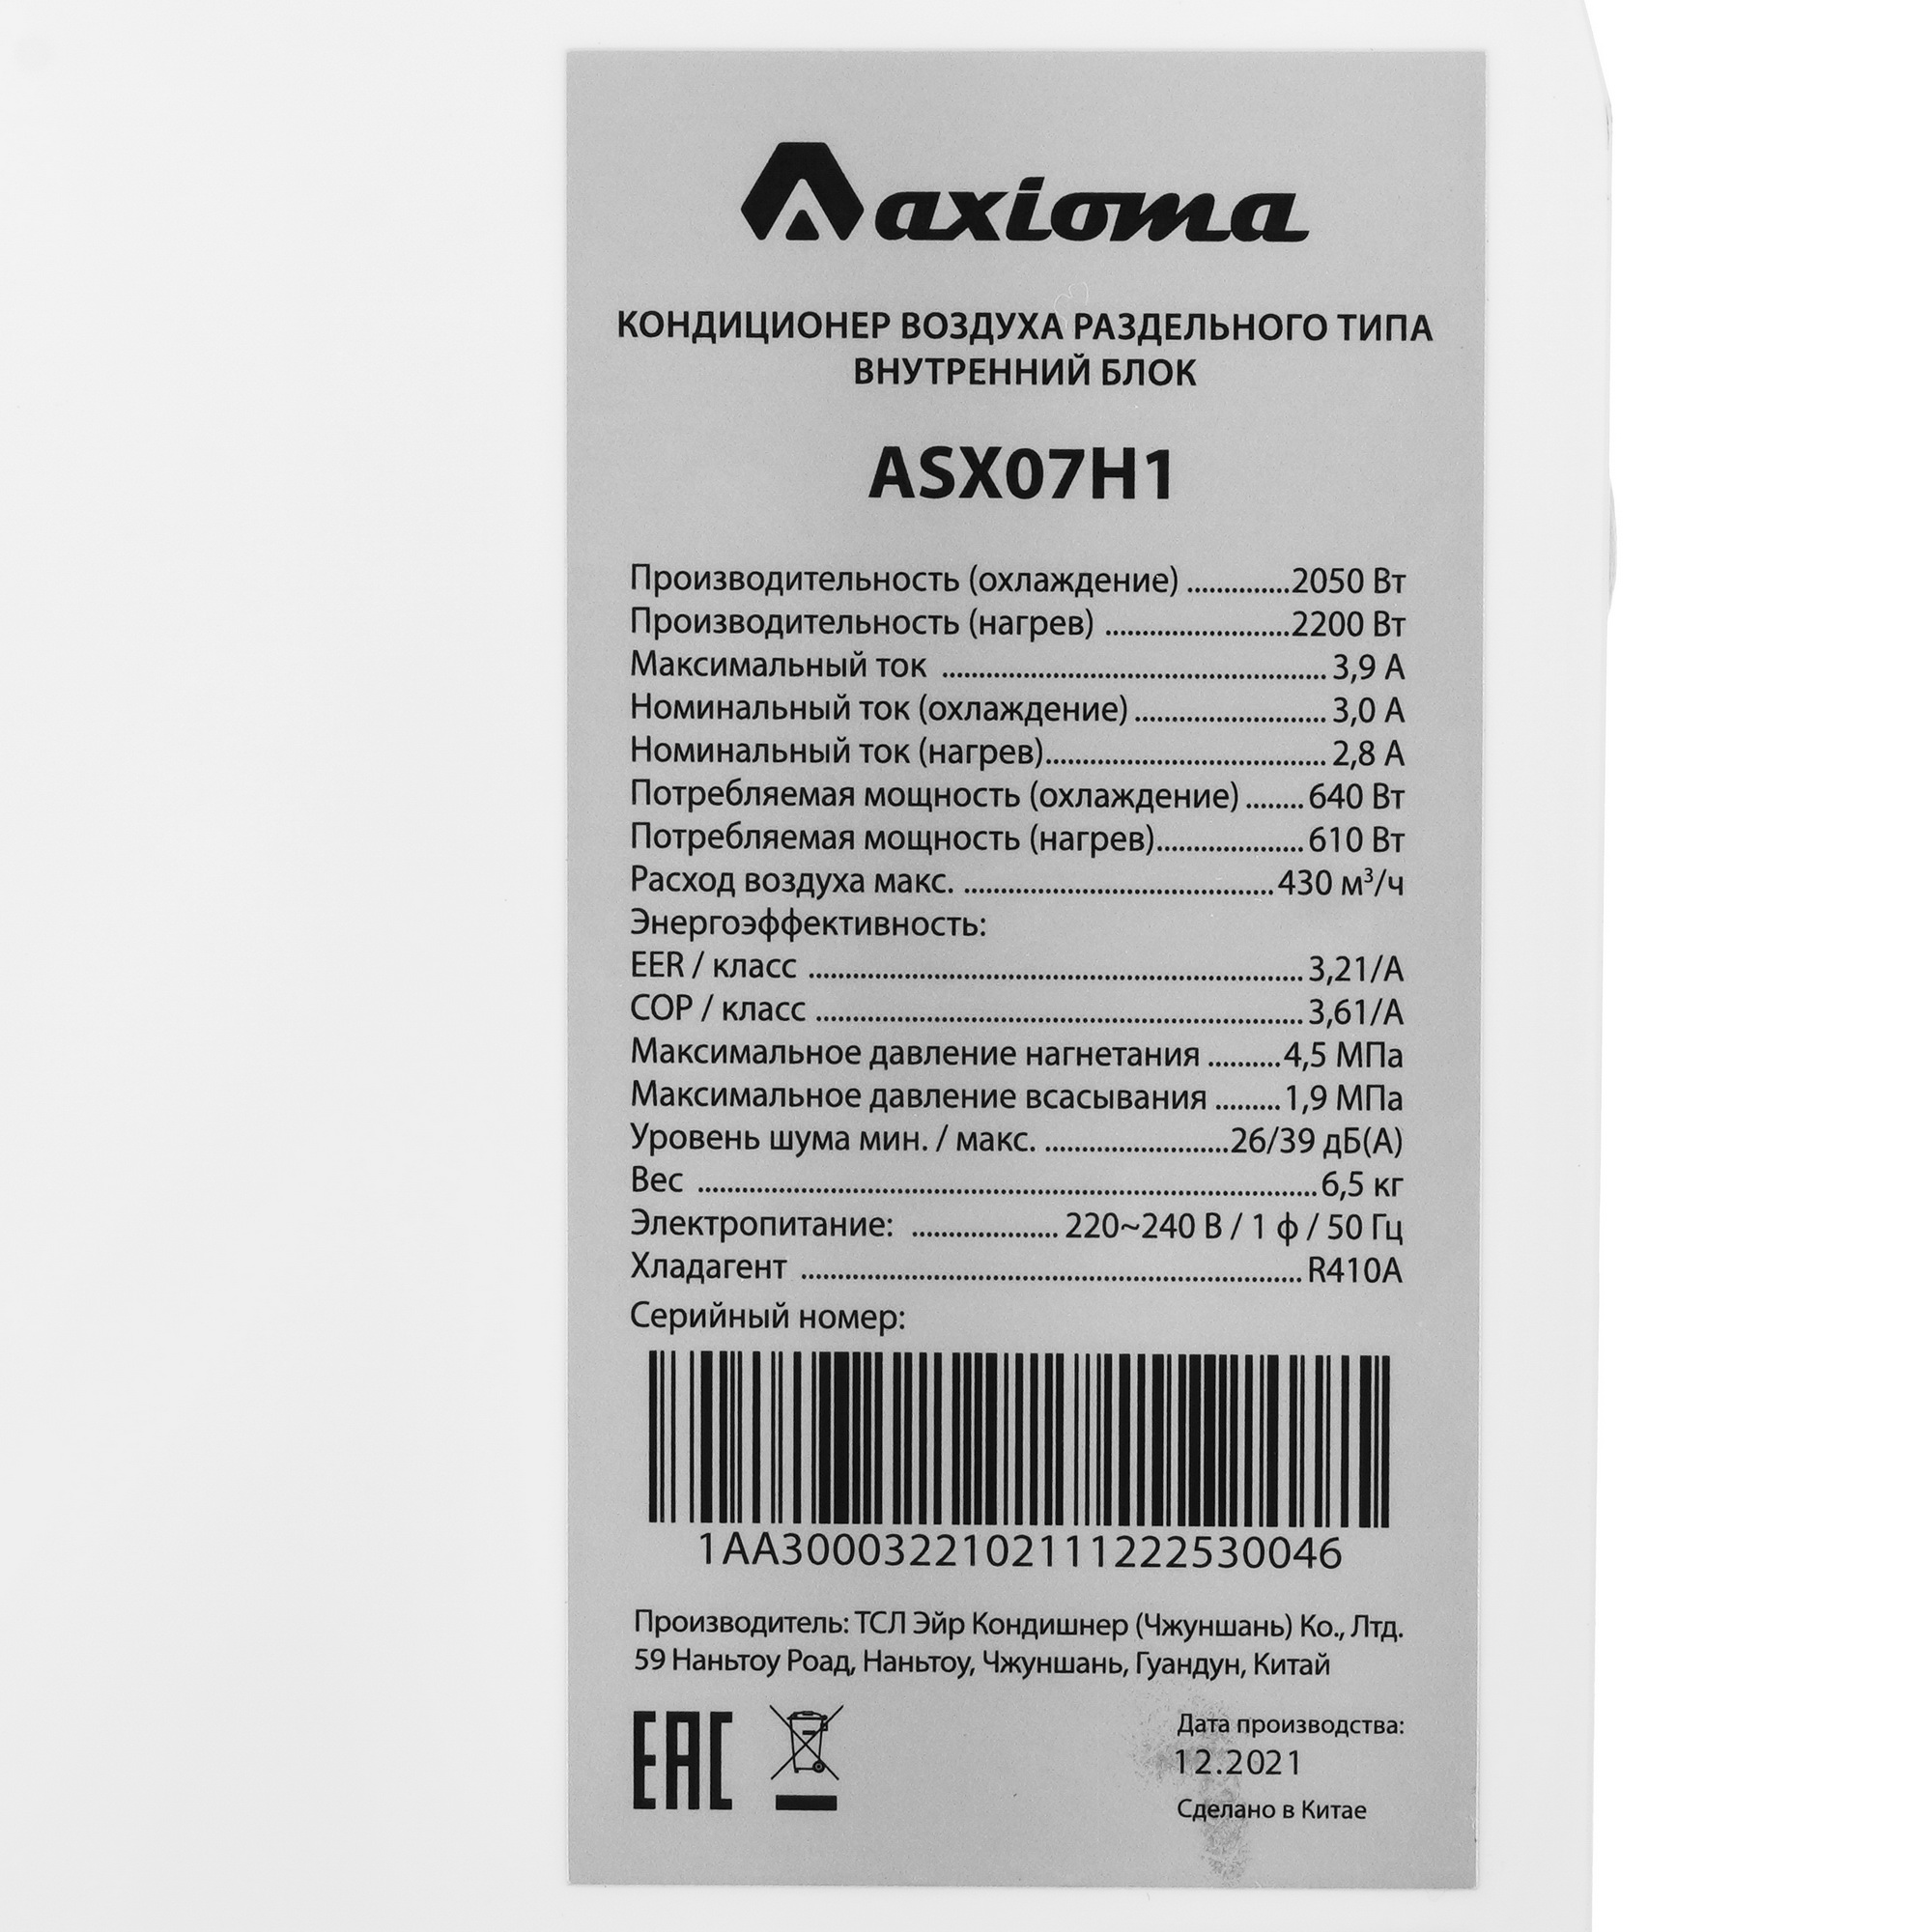 axioma
КОНДИЦИОНЕР ВОЗДУХА РАЗДЕЛЬНОГО ТИПА
ВНУТРЕННИЙ БЛОК
ASX07H1
Производительность (охлаждение) ..............2050 Вт
Производительность (нагрев) .........................2200 Вт
Максимальный ток .................................................... 3,9 А
Номинальный ток (охлаждение) .......................... 3,0 А
Номинальный ток (нагрев)...................................... 2,8 А
Потребляемая мощность (охлаждение) ........ 640 Вт
Потребляемая мощность (нагрев).................... 610 Вт
Расход воздуха макс. ..........................................430 м³/ч
Энергоэффективность:
EER / класс ................................................................... 3,21/A
COP / класс .................................................................. 3,61/A
Максимальное давление нагнетания ..........4,5 МПа
Максимальное давление всасывания .........1,9 МПа
Уровень шума мин. / макс. .........................26/39 дБ(А)
Вес ....................................................................................6,5 кг
Электропитание: .................... 220~240 В / 1 ф / 50 Гц
Хладагент .................................................................... R410A
Серийный номер:
1AA30003221021112222530046
Производитель: ТСЛ Эйр Кондишнер (Чжуншань) Ко., Лтд.
59 Наньтоу Роад, Наньтоу, Чжуншань, Гуандун, Китай
EAC
Дата производства:
12.2021
Сделано в Китае